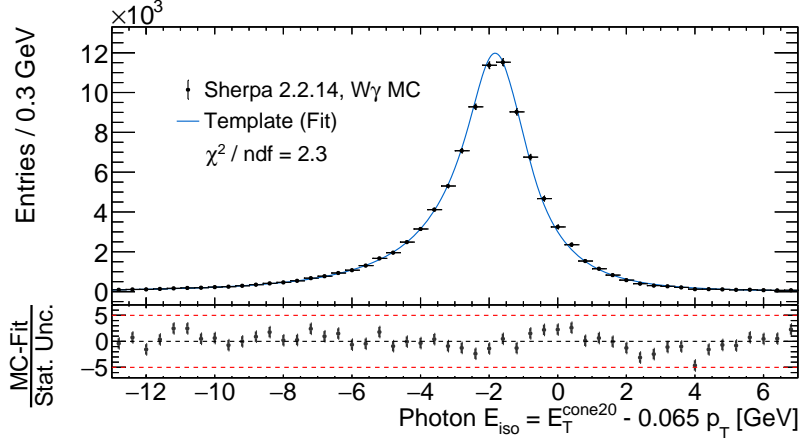 ×10³
Entries / 0.3 GeV
12
10
8
6
4
2
0
Sherpa 2.2.14, Wγ MC
Template (Fit)
χ² / ndf = 2.3
MC-Fit
Stat. Unc.
5
0
−5
−12 −10 −8 −6 −4 −2 0 2 4 6
Photon E_iso = E_T^cone20 - 0.065 p_T [GeV]